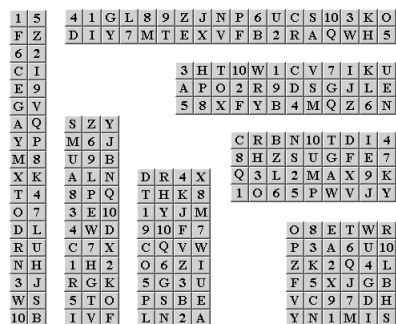 1 5
F Z
6 2
C I
E 9
G V
A Q
Y P
M 8
X K
T 4
O 7
D L
R U
N H
3 J
W S
10 B
4 1 G L 8 9 Z J N P 6 U C S 10 3 K O
D I Y 7 M T E X V F B 2 R A Q W H 5
3 H T 10 W 1 C V 7 I K U
A P O 2 R 9 D S G J L E
5 8 X F Y B 4 M Q Z 6 N
S Z Y
M 6 J
U 9 B
A L N
8 P Q
3 E 10
4 W D
C 7 X
1 H 2
R G K
5 T O
I V F
D R 4 X
T H K 8
1 Y J M
9 10 F 7
C Q V W
O 6 Z I
5 G 3 U
P S B E
L N 2 A
C R B N 10 T D I 4
8 H Z S U G F E 7
Q 3 L 2 M A X 9 K
1 O 6 5 P W V J Y
O 8 E T W R
P 3 A 6 U 10
Z K 2 Q 4 L
F 5 X J G B
V C 9 7 D H
Y N 1 M I S